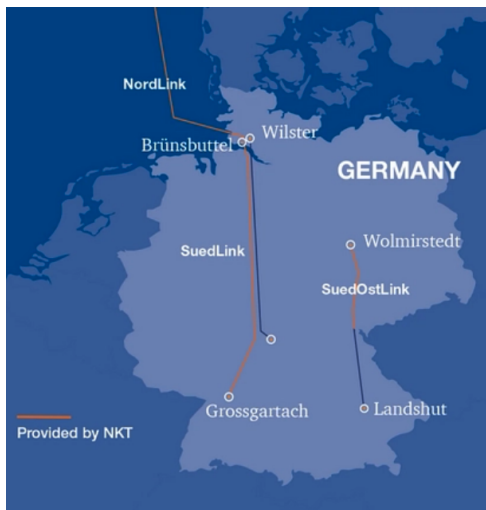 NordLink
Wilster
Brünsbuttel
GERMANY
Wolmirstedt
SuedLink
SuedOstLink
Grossgartach
Landshut
Provided by NKT